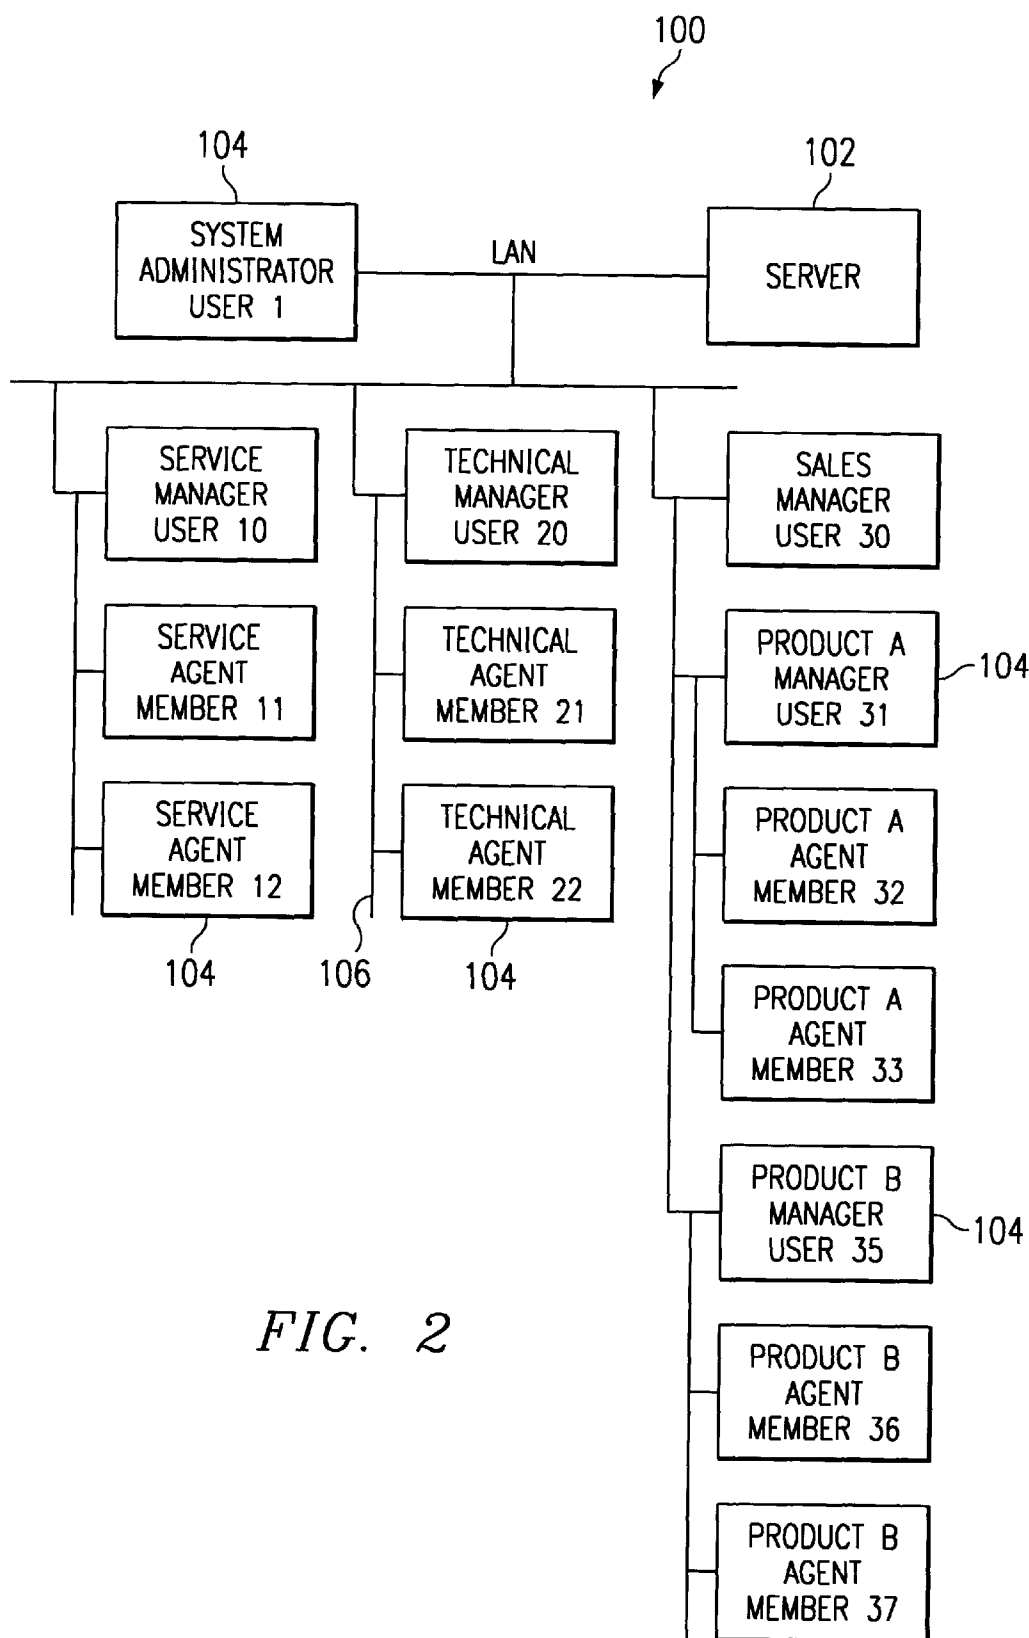 100
104
102
SYSTEM
ADMINISTRATOR
USER 1
LAN
SERVER
SERVICE
MANAGER
USER 10
TECHNICAL
MANAGER
USER 20
SALES
MANAGER
USER 30
SERVICE
AGENT
MEMBER 11
TECHNICAL
AGENT
MEMBER 21
PRODUCT A
MANAGER
USER 31
104
SERVICE
AGENT
MEMBER 12
TECHNICAL
AGENT
MEMBER 22
PRODUCT A
AGENT
MEMBER 32
104
106
104
PRODUCT A
AGENT
MEMBER 33
PRODUCT B
MANAGER
USER 35
104
FIG. 2
PRODUCT B
AGENT
MEMBER 36
PRODUCT B
AGENT
MEMBER 37